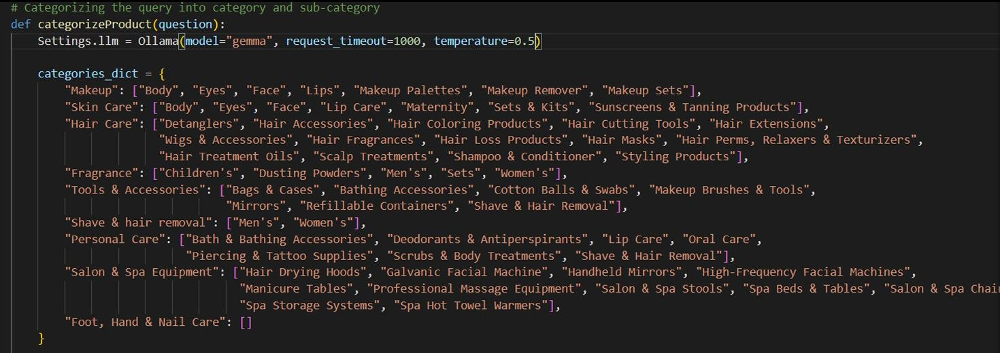 # Categorizing the query into category and sub-category
def categorizeProduct(question):
    Settings.llm = Ollama(model="gemma", request_timeout=1000, temperature=0.5)
    categories_dict = {
        "Makeup": ["Body", "Eyes", "Face", "Lips", "Makeup Palettes", "Makeup Remover", "Makeup Sets"],
        "Skin Care": ["Body", "Eyes", "Face", "Lip Care", "Maternity", "Sets & Kits", "Sunscreens & Tanning Products"],
        "Hair Care": ["Detanglers", "Hair Accessories", "Hair Coloring Products", "Hair Cutting Tools", "Hair Extensions",
                      "Wigs & Accessories", "Hair Fragrances", "Hair Loss Products", "Hair Masks", "Hair Perms, Relaxers & Texturizers",
                      "Hair Treatment Oils", "Scalp Treatments", "Shampoo & Conditioner", "Styling Products"],
        "Fragrance": ["Children's", "Dusting Powders", "Men's", "Sets", "Women's"],
        "Tools & Accessories": ["Bags & Cases", "Bathing Accessories", "Cotton Balls & Swabs", "Makeup Brushes & Tools",
                                "Mirrors", "Refillable Containers", "Shave & Hair Removal"],
        "Shave & hair removal": ["Men's", "Women's"],
        "Personal Care": ["Bath & Bathing Accessories", "Deodorants & Antiperspirants", "Lip Care", "Oral Care",
                          "Piercing & Tattoo Supplies", "Scrubs & Body Treatments", "Shave & Hair Removal"],
        "Salon & Spa Equipment": ["Hair Drying Hoods", "Galvanic Facial Machine", "Handheld Mirrors", "High-Frequency Facial Machines",
                                  "Manicure Tables", "Professional Massage Equipment", "Salon & Spa Stools", "Spa Beds & Tables", "Salon & Spa Chai
                                  "Spa Storage Systems", "Spa Hot Towel Warmers"],
        "Foot, Hand & Nail Care": []
    }